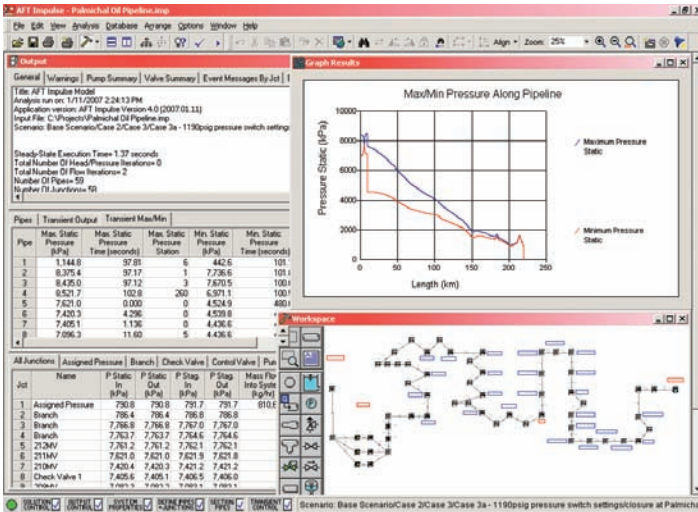 AFT Impulse - Palmichal Oil Pipeline.imp
File Edit View Analysis Database Arrange Options Window Help
Align Zoom: 25%
Output
General Warnings Pump Summary Valve Summary Event Messages By Jct
Title: AFT Impulse Model
Analysis run on: 1/11/2007 2:24:13 PM
Application version: AFT Impulse Version 4.0 (2007.01.11)
Input File: C:\Projects\Palmichal Oil Pipeline.imp
Scenario: Base Scenario/Case 2/Case 3/Case 3a - 1190psig pressure switch settings
Steady-State Execution Time= 1.37 seconds
Total Number Of Head/Pressure Iterations= 0
Total Number Of Flow Iterations= 2
Number Of Pipes= 59
Number Of Junctions= 58
Pipes Transient Output Transient Max/Min
Pipe Max. Static Pressure (kPa) Max. Static Pressure Time (seconds) Max. Static Pressure Station Min. Static Pressure (kPa) Min. Static Pressure Time (seconds)
1 1,144.8 97.81 6 442.6 101.
2 8,375.4 97.17 1 7,736.6
3 8,435.0 97.12 3 7,670.5 100.
4 8,521.7 102.8 260 6,971.1 100.
5 7,621.0 0.000 0 4,524.9 480.
6 7,420.3 4.296 0 4,539.8
7 7,405.1 1.136 0 4,436.6
8 7,096.3 11.60 5 4,436.6
All Junctions Assigned Pressure Branch Check Valve Control Valve
Jct Name P Static In (kPa) P Static Out (kPa) P Stag. In (kPa) P Stag. Out (kPa) Mass Flow Into (kg/hr)
1 Assigned Pressure 790.8 790.8 791.7 791.7
2 Branch 786.4 786.4 786.8 786.8
3 Branch 7,766.8 7,766.8 7,767.0 7,767.0
4 Branch 7,763.7 7,763.7 7,764.6 7,764.6
5 212MV 7,761.2 7,761.2 7,762.1 7,762.1
6 211MV 7,621.0 7,621.0 7,621.9 7,621.8
7 210MV 7,420.4 7,420.3 7,421.2 7,421.2
8 Check Valve 1 7,405.6 7,405.1 7,406.5 7,406.0
Graph Results
Max/Min Pressure Along Pipeline
Pressure Static (kPa)
10000
8000
6000
4000
2000
0
0 50 100 150 200 250
Length (km)
Maximum Pressure Static
Minimum Pressure Static
Workspace
SOLUTION CONTROL OUTPUT CONTROL SYSTEM PROPERTIES DEFINE PIPES +JUNCTIONS SECTION PIPES TRANSIENT CONTROL Scenario: Base Scenario/Case 2/Case 3/Case 3a - 1190psig pressure switch settings/closure at Palmich